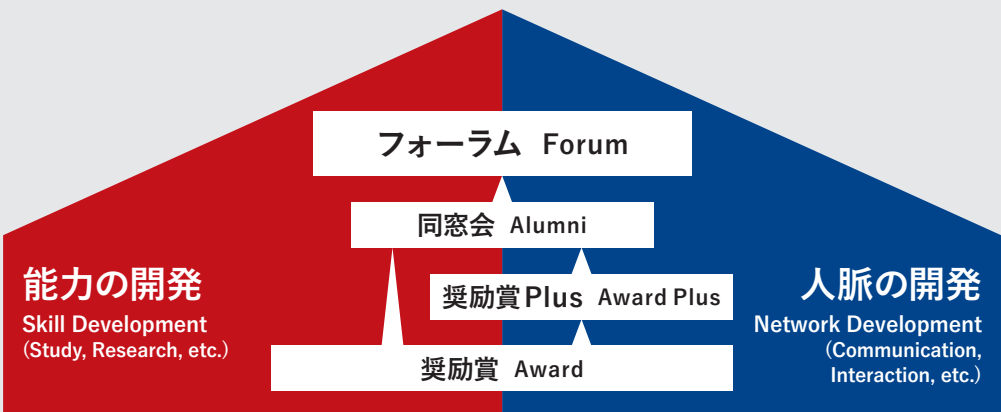 フォーラム Forum
同窓会 Alumni
奨励賞Plus Award Plus
奨励賞 Award
能力の開発
Skill Development
(Study, Research, etc.)
人脈の開発
Network Development
(Communication,
Interaction, etc.)